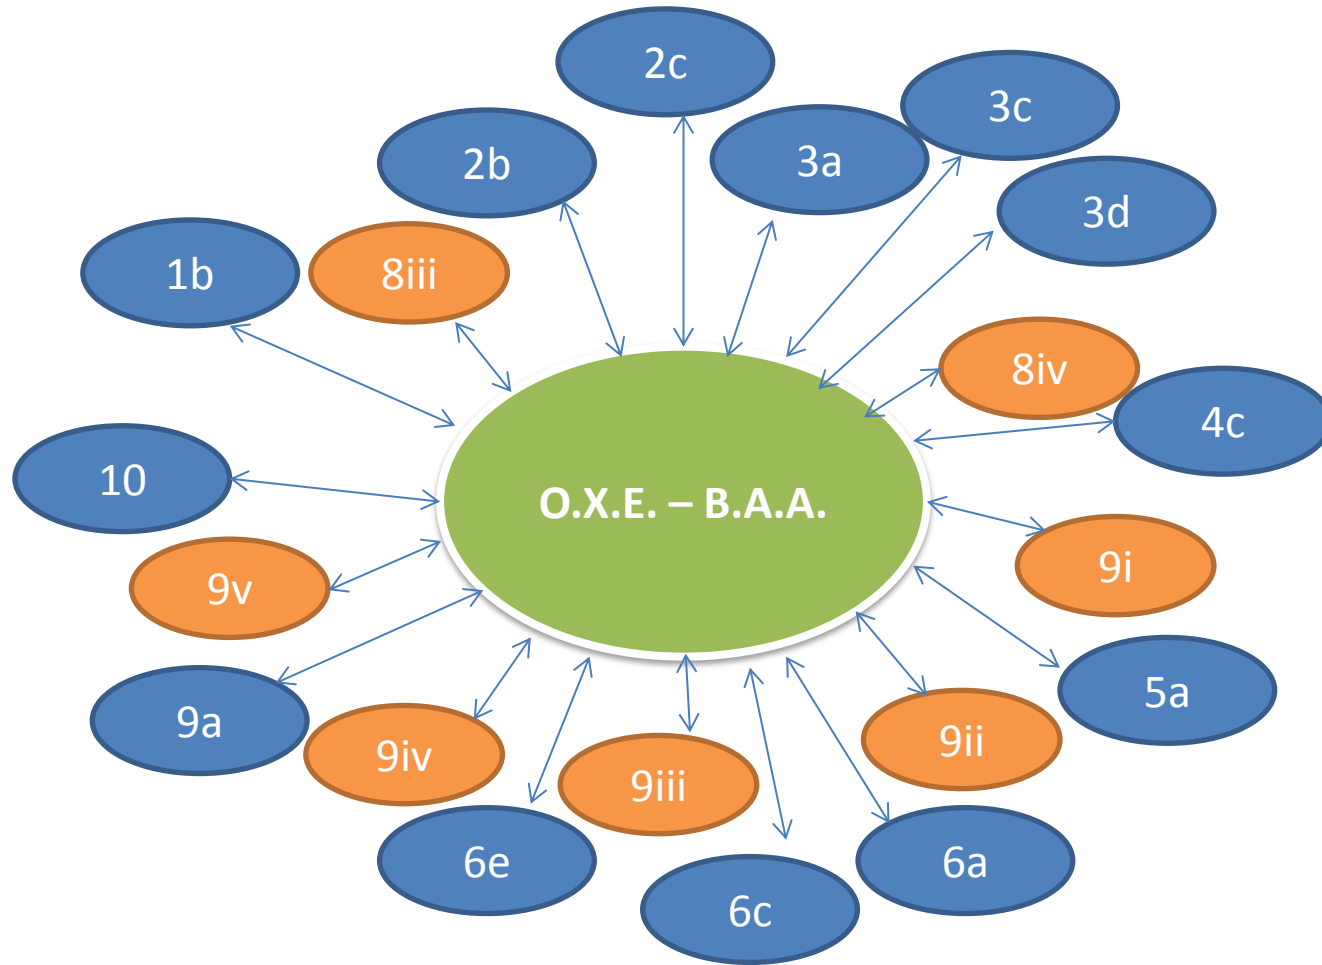 2c
3c
2b
3a
3d
1b
8iii
8iv
4c
10
Ο.Χ.Ε. – Β.Α.Α.
9i
9v
5a
9a
9iv
9ii
9iii
6e
6a
6c